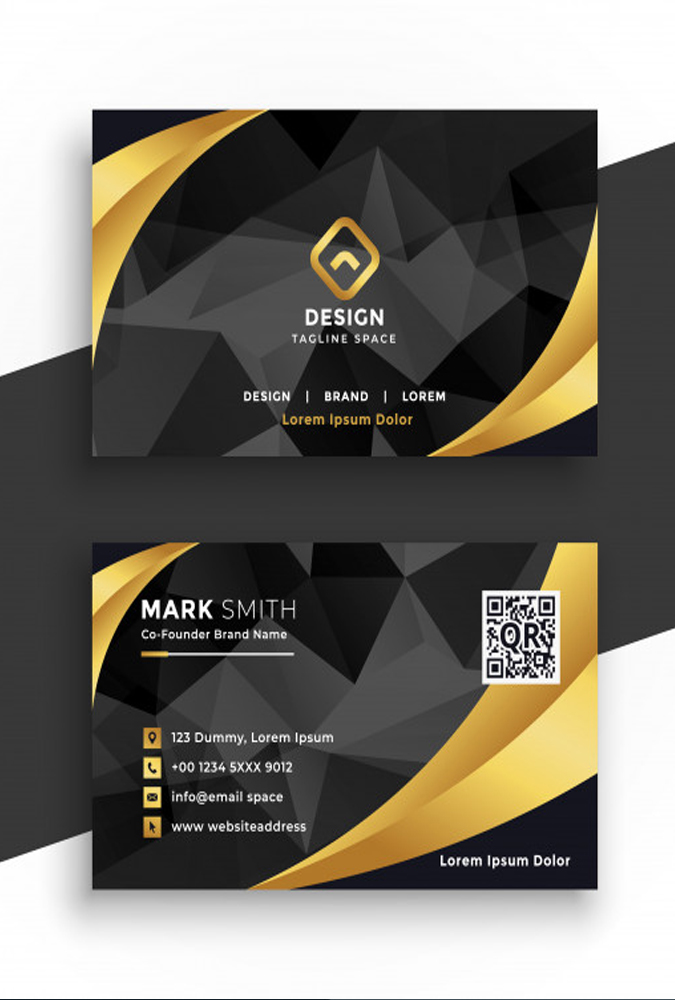 DESIGN
TAGLINE SPACE
DESIGN | BRAND | LOREM
Lorem Ipsum Dolor
MARK SMITH
Co-Founder Brand Name
QR
123 Dummy, Lorem Ipsum
+00 1234 5XXX 9012
info@email space
www websiteaddress
Lorem Ipsum Dolor